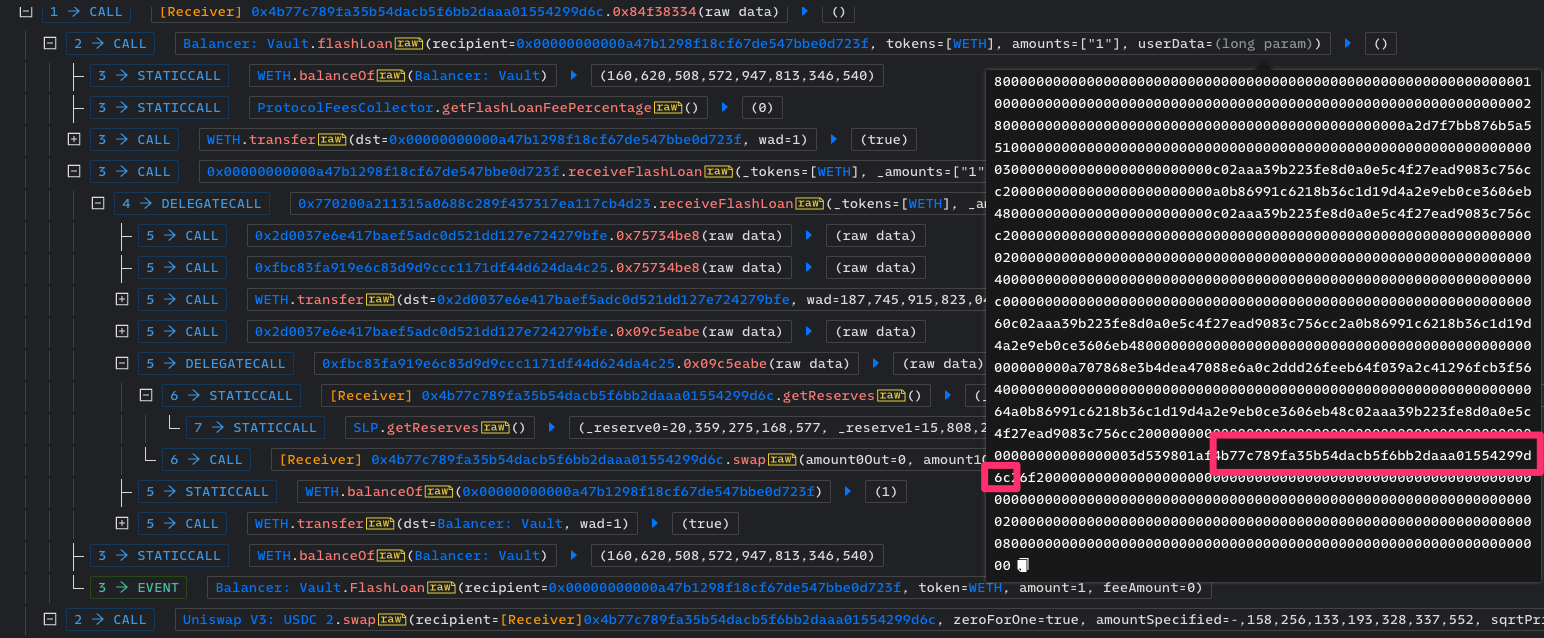 1 → CALL [Receiver] 0x4b77c789fa35b54dacb5f6bb2daaa01554299d6c.0x84f38334(raw data) ()
2 → CALL Balancer: Vault.flashLoan raw (recipient=0x00000000000a47b1298f18cf67de547bbe0d723f, tokens=[WETH], amounts=["1"], userData=(long param)) ()
3 → STATICCALL WETH.balanceOf raw (Balancer: Vault) (160,620,508,572,947,813,346,540)
3 → STATICCALL ProtocolFeesCollector.getFlashLoanFeePercentage raw () (0)
3 → CALL WETH.transfer raw (dst=0x00000000000a47b1298f18cf67de547bbe0d723f, wad=1) (true)
3 → CALL 0x00000000000a47b1298f18cf67de547bbe0d723f.receiveFlashLoan raw (_tokens=[WETH], _amounts=["1"
4 → DELEGATECALL 0x770200a211315a0688c289f437317ea117cb4d23.receiveFlashLoan raw (_tokens=[WETH], _a
5 → CALL 0x2d0037e6e417baef5adc0d521dd127e724279bfe.0x75734be8(raw data) (raw data)
5 → CALL 0xfbc83fa919e6c83d9d9ccc1171df44d624da4c25.0x75734be8(raw data) (raw data)
5 → CALL WETH.transfer raw (dst=0x2d0037e6e417baef5adc0d521dd127e724279bfe, wad=187,745,915,823,04
5 → CALL 0x2d0037e6e417baef5adc0d521dd127e724279bfe.0x09c5eabe(raw data) (raw data)
5 → DELEGATECALL 0xfbc83fa919e6c83d9d9ccc1171df44d624da4c25.0x09c5eabe(raw data) (raw data)
6 → STATICCALL [Receiver] 0x4b77c789fa35b54dacb5f6bb2daaa01554299d6c.getReserves raw () (
7 → STATICCALL SLP.getReserves raw () (_reserve0=20,359,275,168,577, _reserve1=15,808,2
6 → CALL [Receiver] 0x4b77c789fa35b54dacb5f6bb2daaa01554299d6c.swap raw (amount0Out=0, amount1O
5 → STATICCALL WETH.balanceOf raw (0x00000000000a47b1298f18cf67de547bbe0d723f) (1)
5 → CALL WETH.transfer raw (dst=Balancer: Vault, wad=1) (true)
3 → STATICCALL WETH.balanceOf raw (Balancer: Vault) (160,620,508,572,947,813,346,540)
3 → EVENT Balancer: Vault.FlashLoan raw (recipient=0x00000000000a47b1298f18cf67de547bbe0d723f, token=WETH, amount=1, feeAmount=0)
2 → CALL Uniswap V3: USDC 2.swap raw (recipient=[Receiver]0x4b77c789fa35b54dacb5f6bb2daaa01554299d6c, zeroForOne=true, amountSpecified=-,158,256,133,193,328,337,552, sqrtPri
8000000000000000000000000000000000000000000000000000000000000001
0000000000000000000000000000000000000000000000000000000000000002
8000000000000000000000000000000000000000000000000a2d7f7bb876b5a5
5100000000000000000000000000000000000000000000000000000000000000
03000000000000000000000000c02aaa39b223fe8d0a0e5c4f27ead9083c756c
c2000000000000000000000000a0b86991c6218b36c1d19d4a2e9eb0ce3606eb
48000000000000000000000000c02aaa39b223fe8d0a0e5c4f27ead9083c756c
c200000000000000000000000000000000000000000000000000000000000000
0200000000000000000000000000000000000000000000000000000000000000
4000000000000000000000000000000000000000000000000000000000000000
c000000000000000000000000000000000000000000000000000000000000000
60c02aaa39b223fe8d0a0e5c4f27ead9083c756cc2a0b86991c6218b36c1d19d
4a2e9eb0ce3606eb480000000000000000000000000000000000000000000000
000000000a707868e3b4dea47088e6a0c2ddd26feeb64f039a2c41296fcb3f56
4000000000000000000000000000000000000000000000000000000000000000
64a0b86991c6218b36c1d19d4a2e9eb0ce3606eb48c02aaa39b223fe8d0a0e5c
4f27ead9083c756cc20000000000000000000000000000000000000000000000
00000000000000003d539801af4b77c789fa35b54dacb5f6bb2daaa01554299d
0000000000000000000000000000000000000000000000000000000000000000
0200000000000000000000000000000000000000000000000000000000000000
0800000000000000000000000000000000000000000000000000000000000000
00